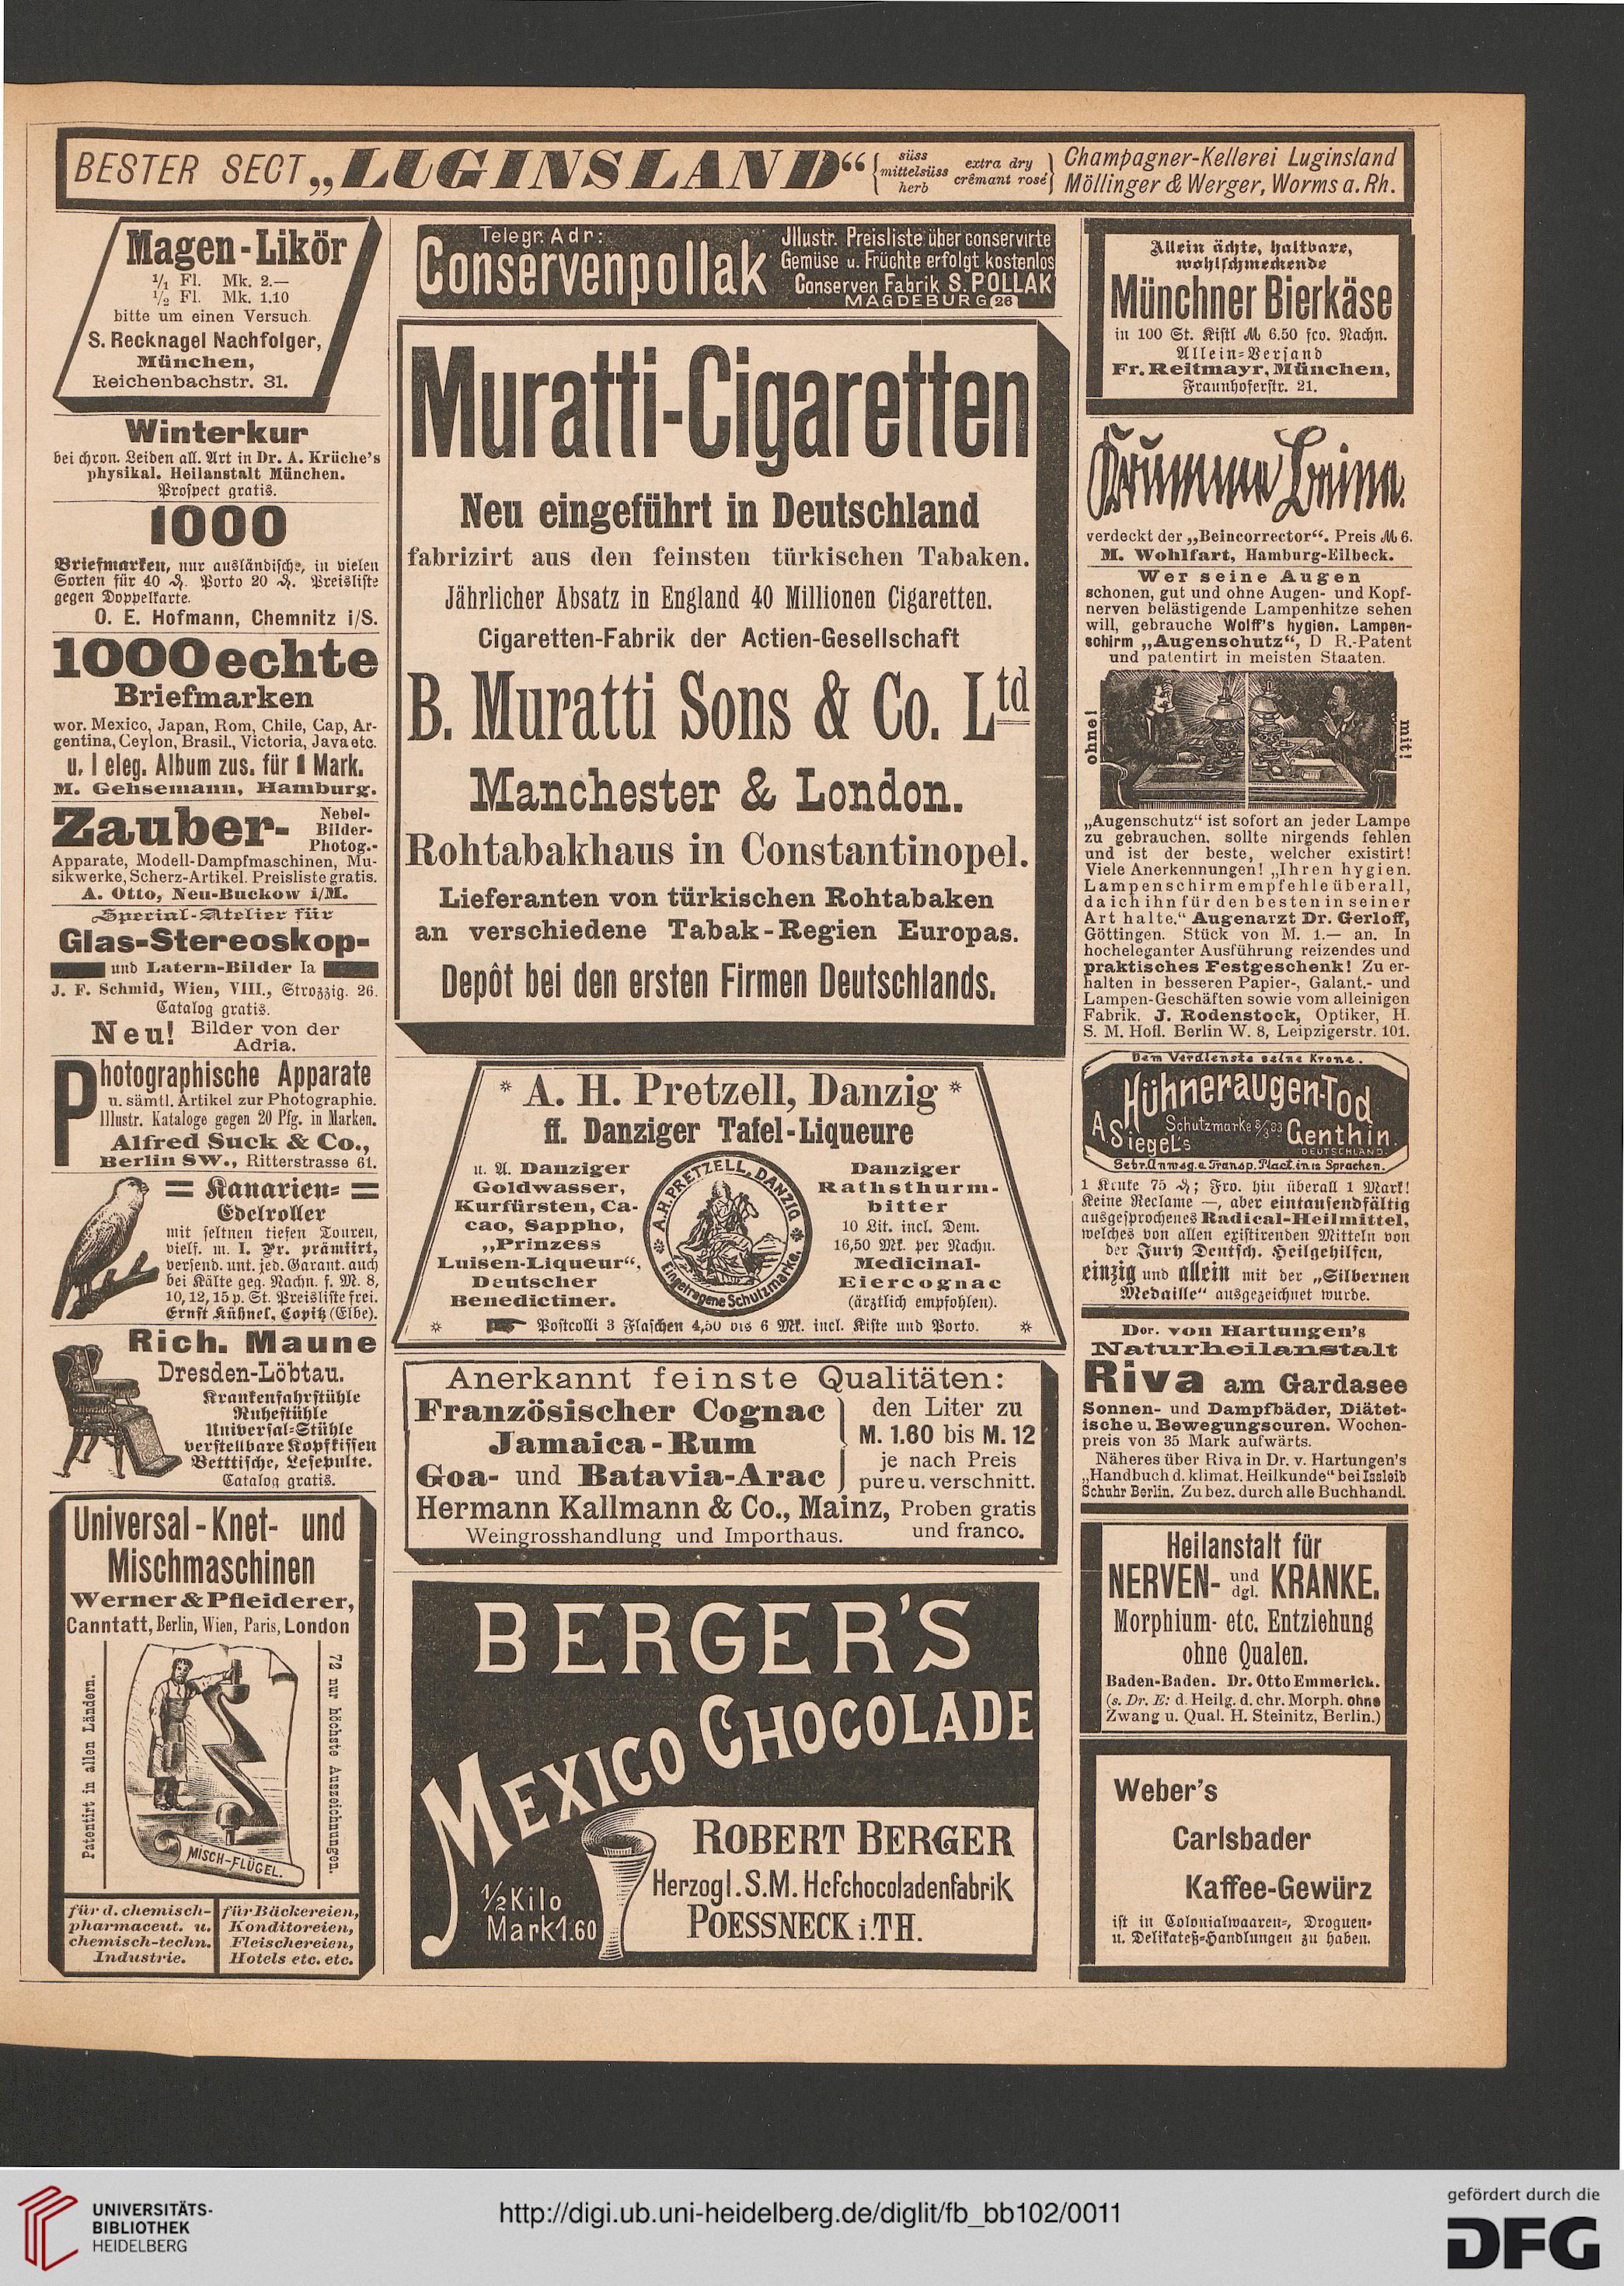 BESTER SECT „LUGINSLAND“ { süss mittelsüss herb extra dry crêmant rosé } Champagner-Kellerei Luginsland
Möllinger & Werger, Worms a. Rh.
Magen-Likör
1/1 Fl. Mk. 2.—
1/2 Fl. Mk. 1.10
bitte um einen Versuch.
S. Recknagel Nachfolger,
München,
Reichenbachstr. 31.
Winterkur
bei chron. Leiden all. Art in Dr. A. Krüche's
physikal. Heilanstalt München.
Prospect gratis.
1000
Briefmarken, nur ausländische, in vielen
Sorten für 40 ₰. Porto 20 ₰. Preisliste
gegen Doppelkarte.
O. E. Hofmann, Chemnitz i/S.
1000 echte
Briefmarken
wor. Mexico, Japan, Rom, Chile, Cap, Ar-
gentina, Ceylon, Brasil., Victoria, Java etc.
u. 1 eleg. Album zus. für 1 Mark.
M. Gehsemann, Hamburg.
Zauber-
Nebel-
Bilder-
Photog.-
Apparate, Modell-Dampfmaschinen, Mu-
sikwerke, Scherz-Artikel. Preisliste gratis.
A. Otto, Neu-Buckow i/M.
Special-Atelier für
Glas-Stereoskop-
und Latern-Bilder Ia
J. F. Schmid, Wien, VIII., Strozzig. 26.
Catalog gratis.
Neu! Bilder von der
Adria.
Photographische Apparate
u. sämtl. Artikel zur Photographie.
Illustr. Kataloge gegen 20 Pfg. in Marken.
Alfred Suck & Co.,
Berlin SW., Ritterstrasse 61.
= Kanarien= =
Edelroller
mit seltnen tiefen Touren,
vielf. m. I. Pr. prämiirt,
versend. unt. jed. Garant. auch
bei Kälte geg. Nachn. f. M. 8,
10, 12, 15 p. St. Preisliste frei.
Ernst Kühnel, Copitz (Elbe).
Rich. Maune
Dresden-Löbtau.
Krankenfahrstühle
Ruhestühle
Universal=Stühle
verstellbare Kopfkissen
Betttische, Lesepulte.
Catalog gratis.
Universal-Knet- und
Mischmaschinen
Werner & Pfleiderer,
Canntatt, Berlin, Wien, Paris, London
Patentirt in allen Ländern.
72 nur höchste Auszeichnungen.
MISCH-FLÜGEL.
für d. chemisch-
pharmaceut. u.
chemisch-techn.
Industrie.
für Bäckereien,
Konditoreien,
Fleischereien,
Hotels etc. etc.
Telegr. Adr:
Conservenpollak
Jllustr. Preisliste über conservirte
Gemüse u. Früchte erfolgt kostenlos
Conserven Fabrik S. POLLAK
MAGDEBURG 26
Muratti-Cigaretten
Neu eingeführt in Deutschland
fabrizirt aus den feinsten türkischen Tabaken.
Jährlicher Absatz in England 40 Millionen Cigaretten.
Cigaretten-Fabrik der Actien-Gesellschaft
B. Muratti Sons & Co. Ltd
Manchester & London.
Rohtabakhaus in Constantinopel.
Lieferanten von türkischen Rohtabaken
an verschiedene Tabak-Regien Europas.
Depôt bei den ersten Firmen Deutschlands.
* A. H. Pretzell, Danzig *
ff. Danziger Tafel-Liqueure
u. A. Danziger
Goldwasser,
Kurfürsten, Ca-
cao, Sappho,
„Prinzess
Luisen-Liqueur“,
Deutscher
Benedictiner.
A. H. PRETZELL, DANZIG
Eingetragene Schutzmarke.
Danziger
Rathsthurm-
bitter
10 Lit. incl. Dem.
16,50 Mk. per Nachn.
Medicinal-
Eiercognac
(ärztlich empfohlen).
* Postcolli 3 Flaschen 4,50 bis 6 Mk. incl. Kiste und Porto. *
Anerkannt feinste Qualitäten:
Französischer Cognac
Jamaica-Rum
Goa- und Batavia-Arac
den Liter zu
M. 1.60 bis M. 12
je nach Preis
pure u. verschnitt.
Hermann Kallmann & Co., Mainz, Proben gratis
Weingrosshandlung und Importhaus. und franco.
BERGER'S
MEXICO CHOCOLADE
1/2 Kilo
Mark 1.60
ROBERT BERGER
Herzogl. S. M. Hofchocoladenfabrik
POESSNECK i. TH.
Allein ächte, haltbare,
wohlschmeckende
Münchner Bierkäse
in 100 St. Kistl M 6.50 fco. Nachn.
Allein=Versand
Fr. Reitmayr, München,
Fraunhoferstr. 21.
Krumme Beine
verdeckt der „Beincorrector“. Preis M 6.
M. Wohlfart, Hamburg-Eilbeck.
Wer seine Augen
schonen, gut und ohne Augen- und Kopf-
nerven belästigende Lampenhitze sehen
will, gebrauche Wolff's hygien. Lampen-
schirm „Augenschutz“, D R.-Patent
und patentirt in meisten Staaten.
ohne!
mit!
„Augenschutz“ ist sofort an jeder Lampe
zu gebrauchen, sollte nirgends fehlen
und ist der beste, welcher existirt!
Viele Anerkennungen! „Ihren hygien.
Lampenschirm empfehle überall,
da ich ihn für den besten in seiner
Art halte.“ Augenarzt Dr. Gerloff,
Göttingen. Stück von M. 1.— an. In
hocheleganter Ausführung reizendes und
praktisches Festgeschenk! Zu er-
halten in besseren Papier-, Galant.- und
Lampen-Geschäften sowie vom alleinigen
Fabrik. J. Rodenstock, Optiker, H.
S. M. Hofl. Berlin W. 8, Leipzigerstr. 101.
Dem Verdienste seine Krone.
Hühneraugen-Tod
Schutzmarke 8/3 83
A. Siegel's Genthin.
DEUTSCHLAND.
Gebr. Anwsg. a. Transp. Plact. in 12 Sprachen.
1 Kruke 75 ₰; Fro. hin überall 1 Mark!
Keine Reclame —, aber eintausendfältig
ausgesprochenes Radical-Heilmittel,
welches von allen existirenden Mitteln von
der Jury Deutsch. Heilgehilfen,
einzig und allein mit der „Silbernen
Medaille“ ausgezeichnet wurde.
Dor. von Hartungen's
Naturheilanstalt
Riva am Gardasee
Sonnen- und Dampfbäder, Diätet-
ische u. Bewegungscuren. Wochen-
preis von 35 Mark aufwärts.
Näheres über Riva in Dr. v. Hartungen's
„Handbuch d. klimat. Heilkunde“ bei Issleib
Schuhr Berlin. Zu bez. durch alle Buchhandl.
Heilanstalt für
NERVEN- und dgl. KRANKE.
Morphium- etc. Entziehung
ohne Qualen.
Baden-Baden. Dr. Otto Emmerich.
(s. Dr. E: d. Heilg. d. chr. Morph. ohne
Zwang u. Qual. H. Steinitz, Berlin.)
Weber's
Carlsbader
Kaffee-Gewürz
ist in Colonialwaaren=, Droguen=
u. Delikateß=Handlungen zu haben.
UNIVERSITÄTS-
BIBLIOTHEK
HEIDELBERG
http://digi.ub.uni-heidelberg.de/diglit/fb_bb102/0011
gefördert durch die
DFG